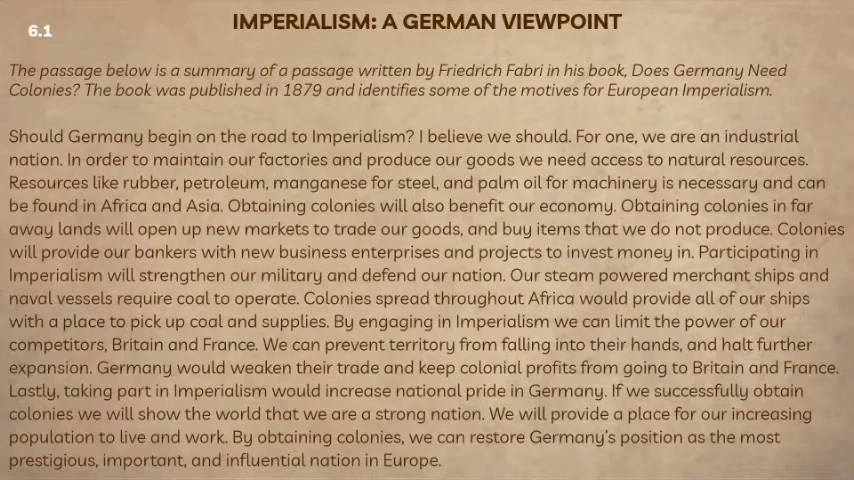 IMPERIALISM: A GERMAN VIEWPOINT
6.1
The passage below is a summary of a passage written by Friedrich Fabri in his book, Does Germany Need
Colonies? The book was published in 1879 and identifies some of the motives for European Imperialism.
Should Germany begin on the road to Imperialism? I believe we should. For one, we are an industrial
nation. In order to maintain our factories and produce our goods we need access to natural resources.
Resources like rubber, petroleum, manganese for steel, and palm oil for machinery is necessary and can
be found in Africa and Asia. Obtaining colonies will also benefit our economy. Obtaining colonies in far
away lands will open up new markets to trade our goods, and buy items that we do not produce. Colonies
will provide our bankers with new business enterprises and projects to invest money in. Participating in
Imperialism will strengthen our military and defend our nation. Our steam powered merchant ships and
naval vessels require coal to operate. Colonies spread throughout Africa would provide all of our ships
with a place to pick up coal and supplies. By engaging in Imperialism we can limit the power of our
competitors, Britain and France. We can prevent territory from falling into their hands, and halt further
expansion. Germany would weaken their trade and keep colonial profits from going to Britain and France.
Lastly, taking part in Imperialism would increase national pride in Germany. If we successfully obtain
colonies we will show the world that we are a strong nation. We will provide a place for our increasing
population to live and work. By obtaining colonies, we can restore Germany's position as the most
prestigious, important, and influential nation in Europe.